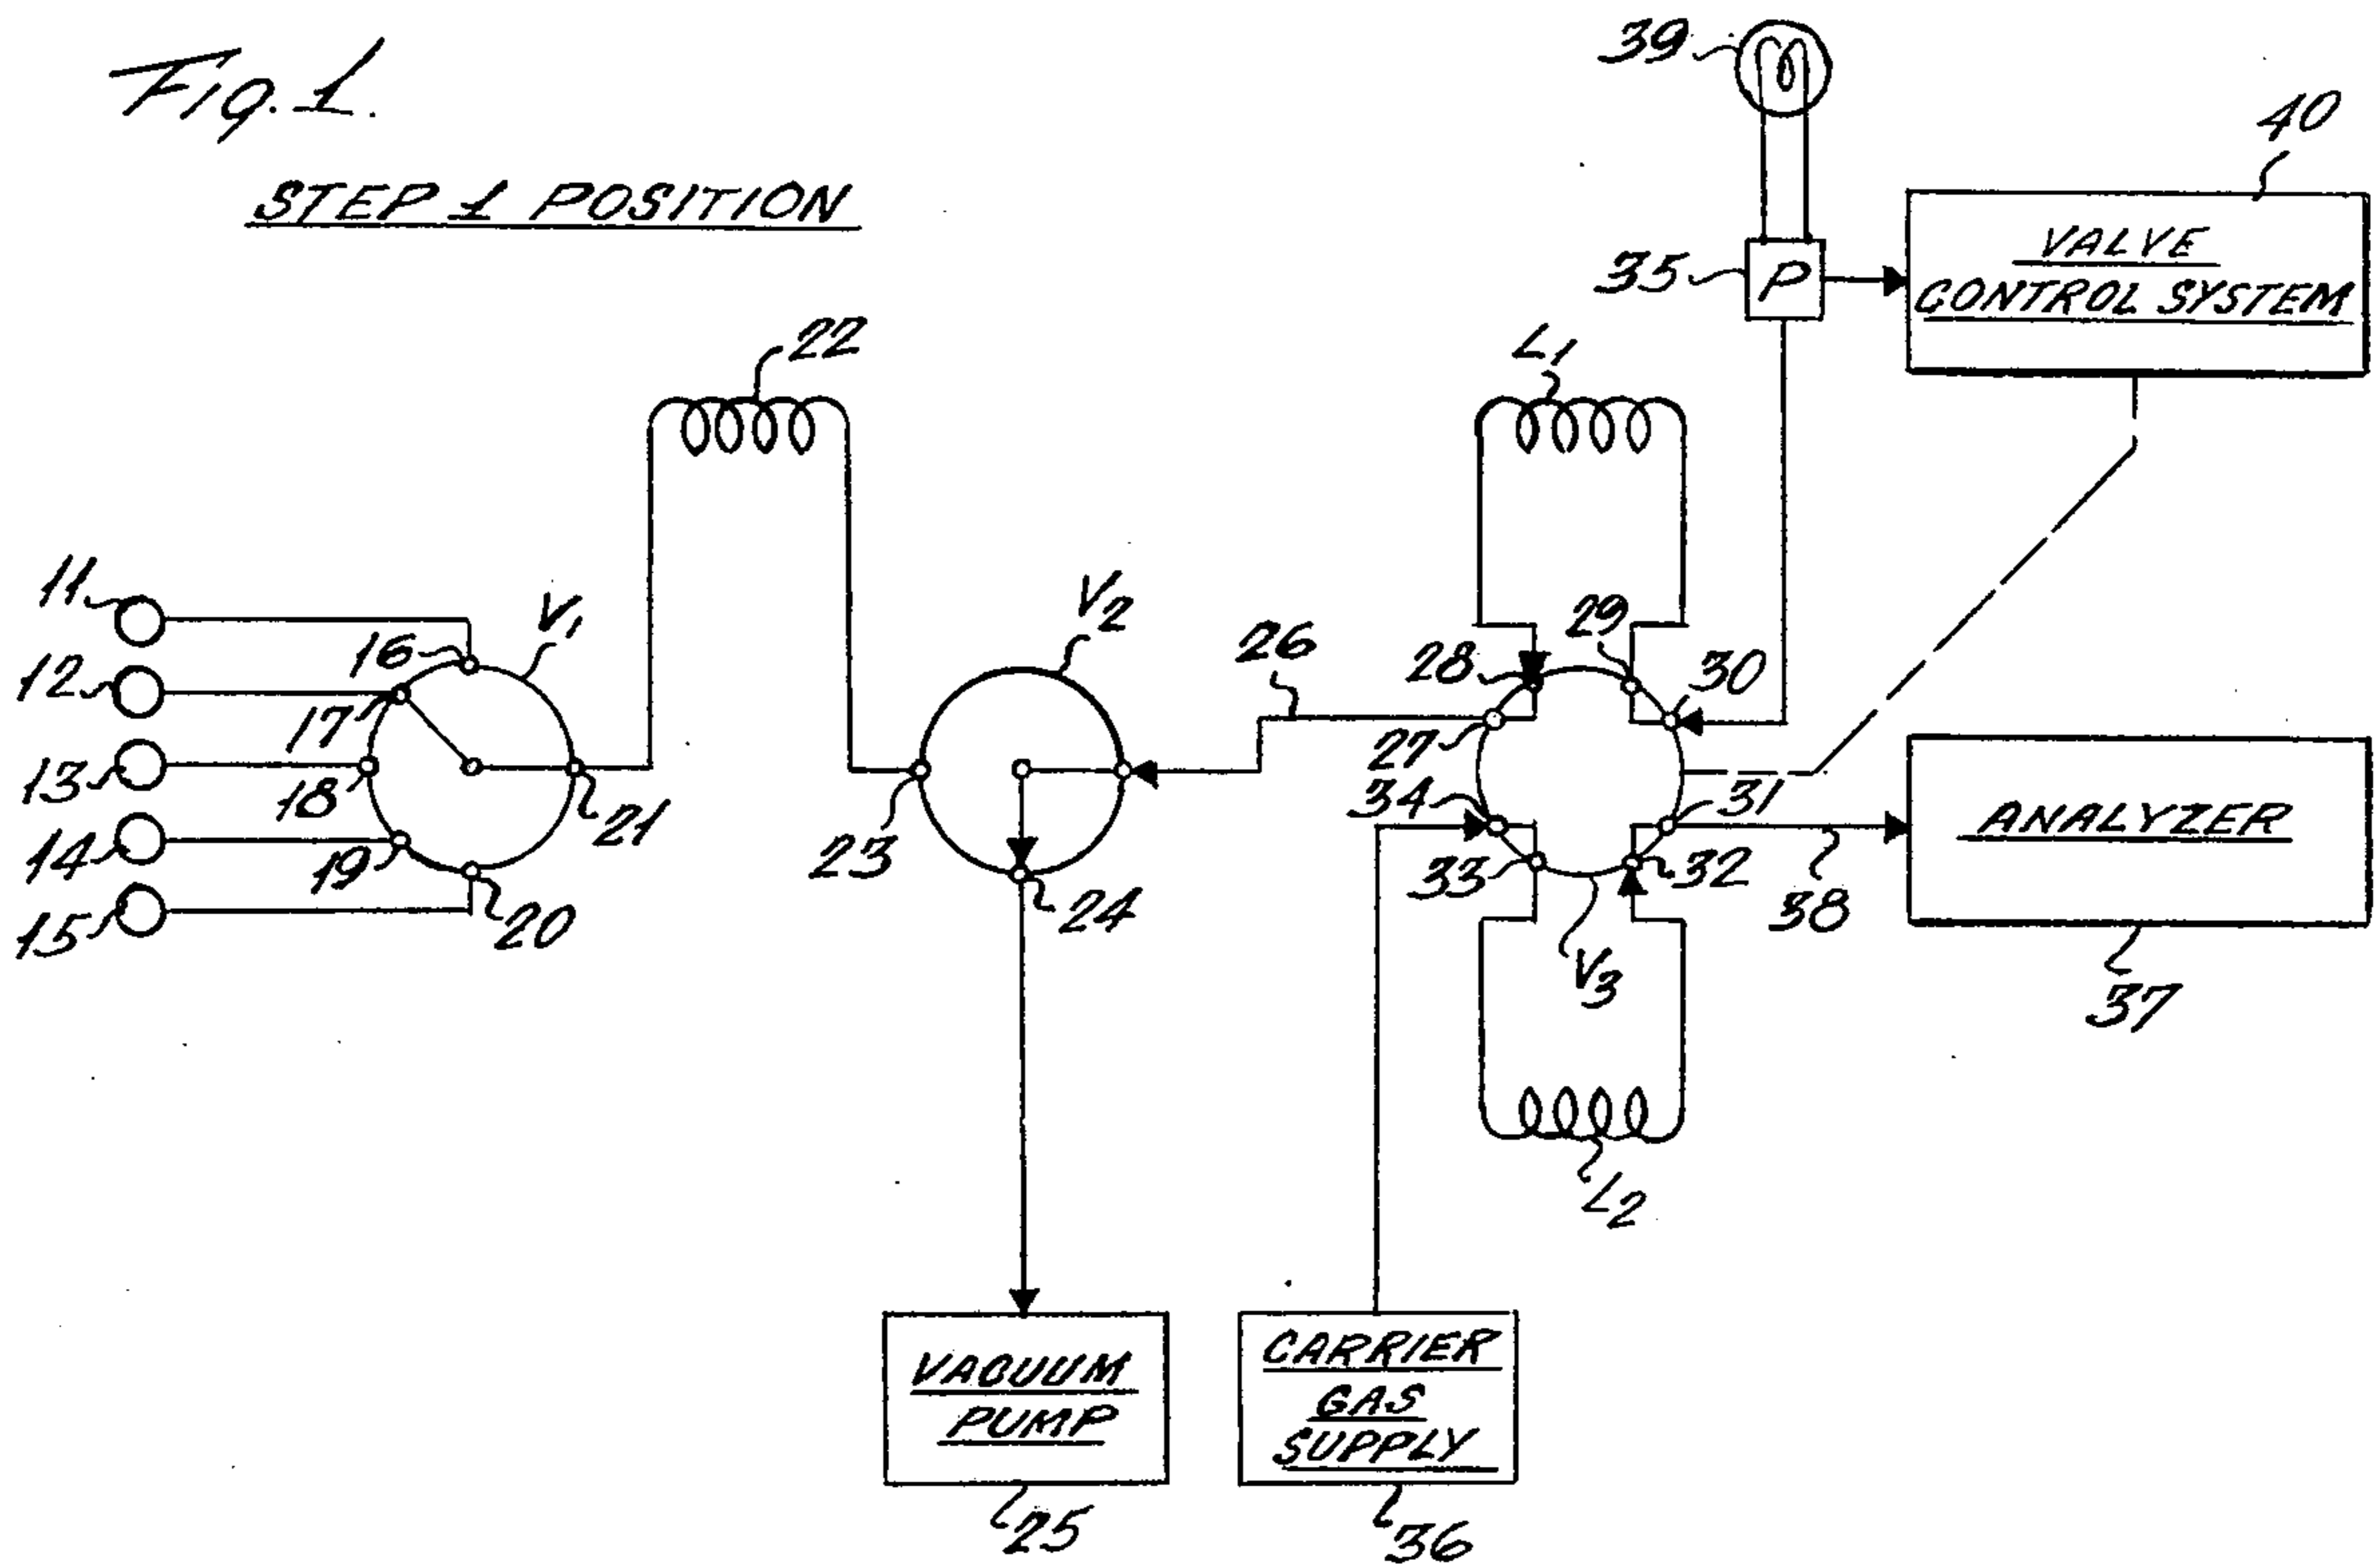 Fig. 1.
STEP 1 POSITION
39
40
VALVE
CONTROL SYSTEM
35
P
22
L1
11
V1
V2
29
12
16
26
28
30
17
27
13
18
34
31
21
ANALYZER
14
23
19
33
32
24
38
15
20
V3
37
L2
VACUUM
PUMP
CARRIER
GAS
SUPPLY
25
36